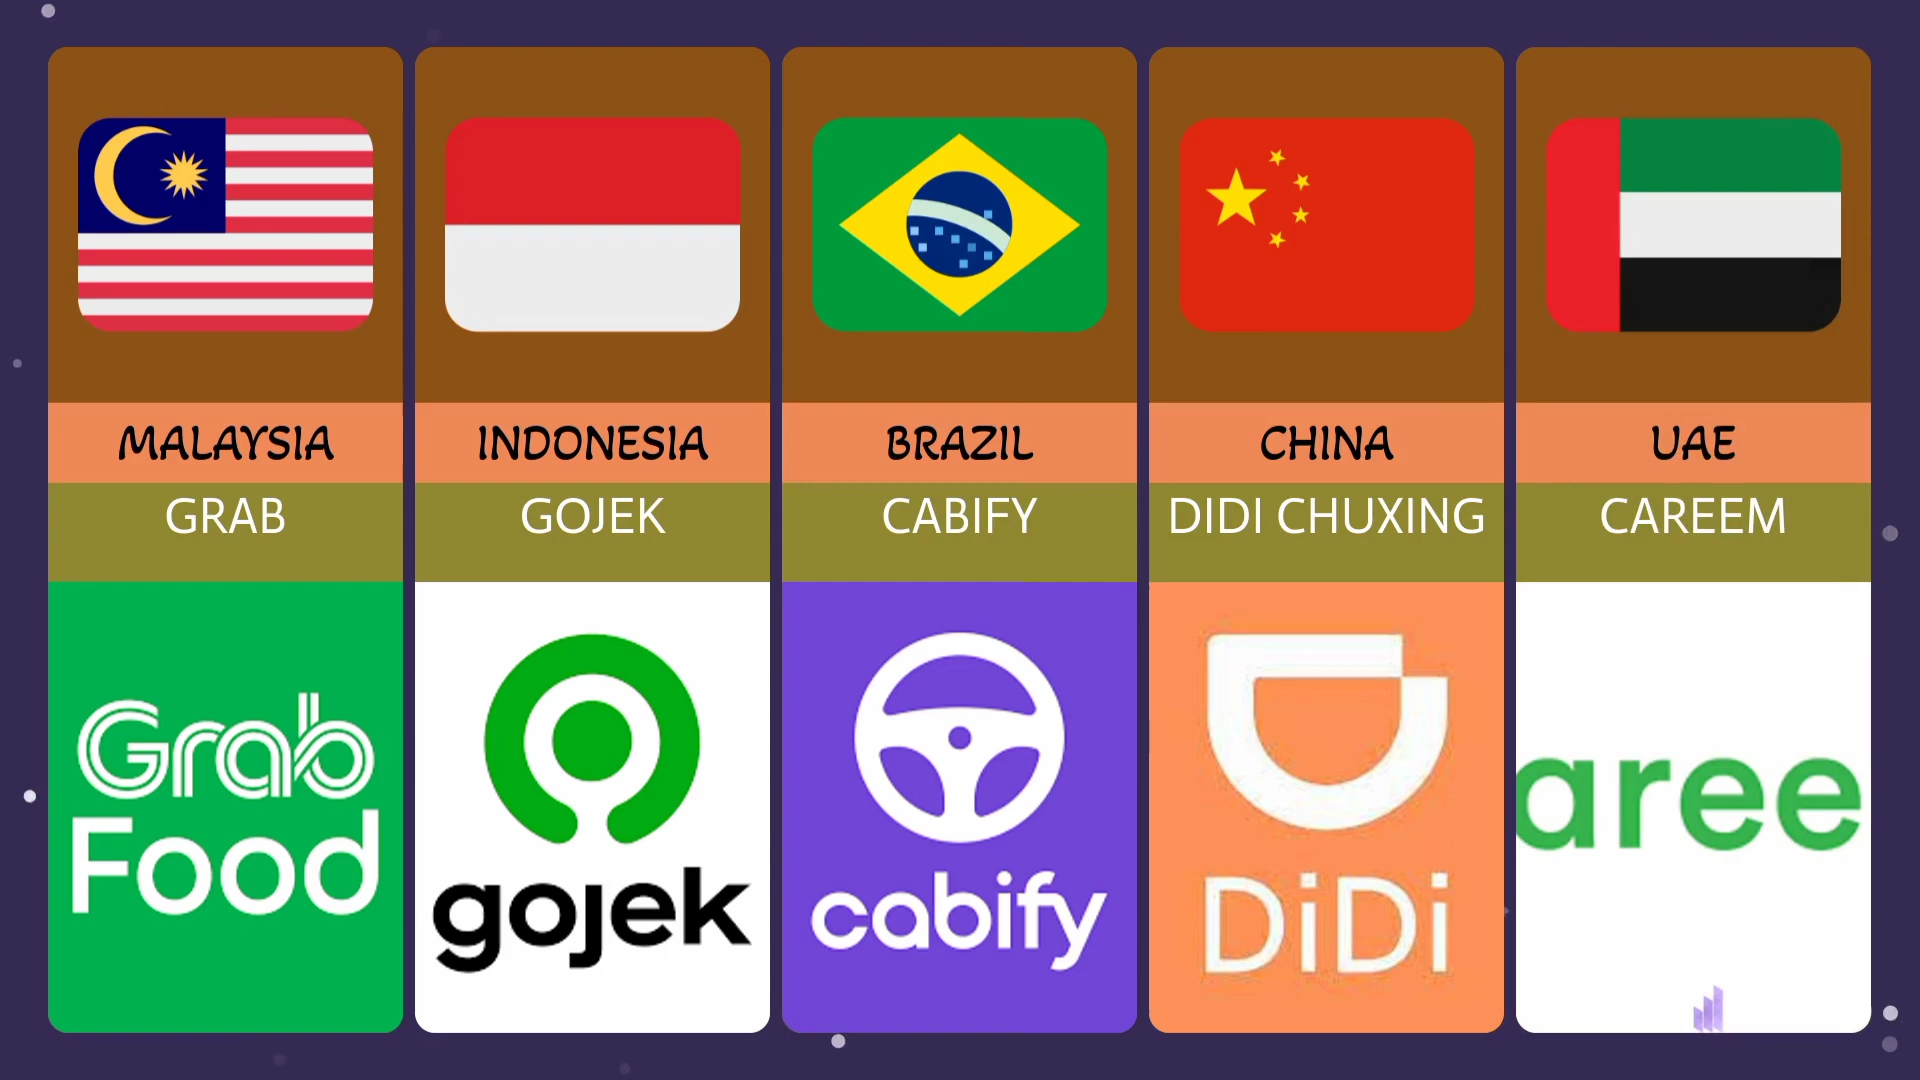 MALAYSIA
GRAB
Grab
Food
INDONESIA
GOJEK
gojek
BRAZIL
CABIFY
cabify
CHINA
DIDI CHUXING
DiDi
UAE
CAREEM
aree